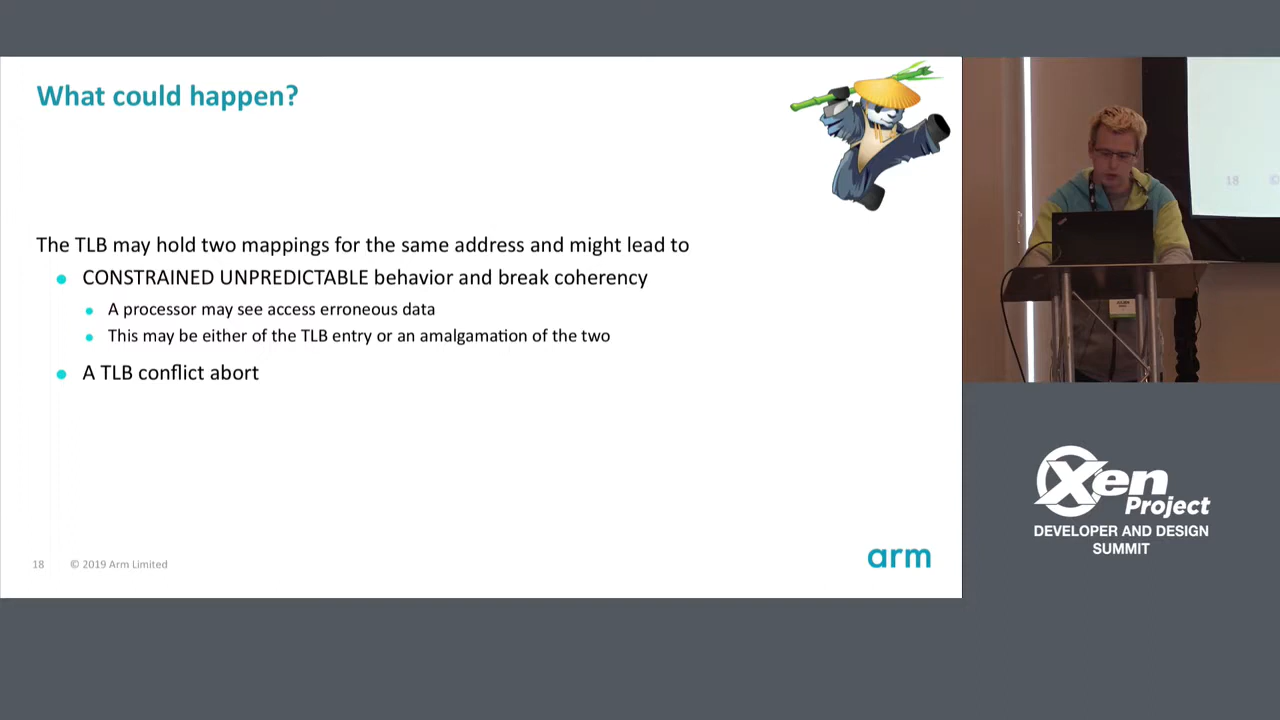 What could happen?
The TLB may hold two mappings for the same address and might lead to
CONSTRAINED UNPREDICTABLE behavior and break coherency
A processor may see access erroneous data
This may be either of the TLB entry or an amalgamation of the two
A TLB conflict abort
18 © 2019 Arm Limited
arm
18 ©
Xen
Project
DEVELOPER AND DESIGN
SUMMIT